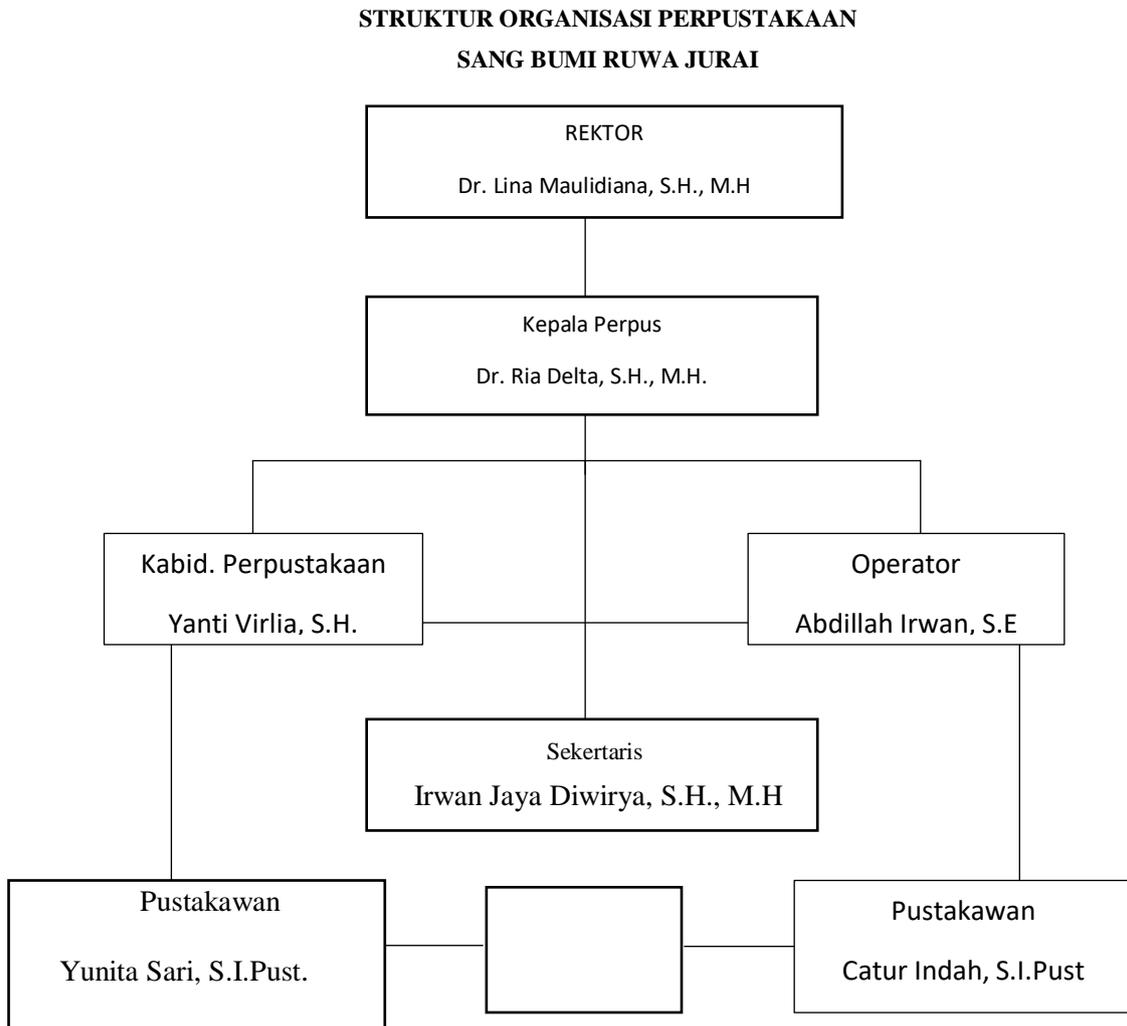 STRUKTUR ORGANISASI PERPUSTAKAAN
SANG BUMI RUWA JURAI
REKTOR
Dr. Lina Maulidiana, S.H., M.H
Kepala Perpus
Dr. Ria Delta, S.H., M.H.
Kabid. Perpustakaan
Yanti Virlia, S.H.
Operator
Abdillah Irwan, S.E
Sekertaris
Irwan Jaya Diwirya, S.H., M.H
Pustakawan
Yunita Sari, S.I.Pust.
Pustakawan
Catur Indah, S.I.Pust